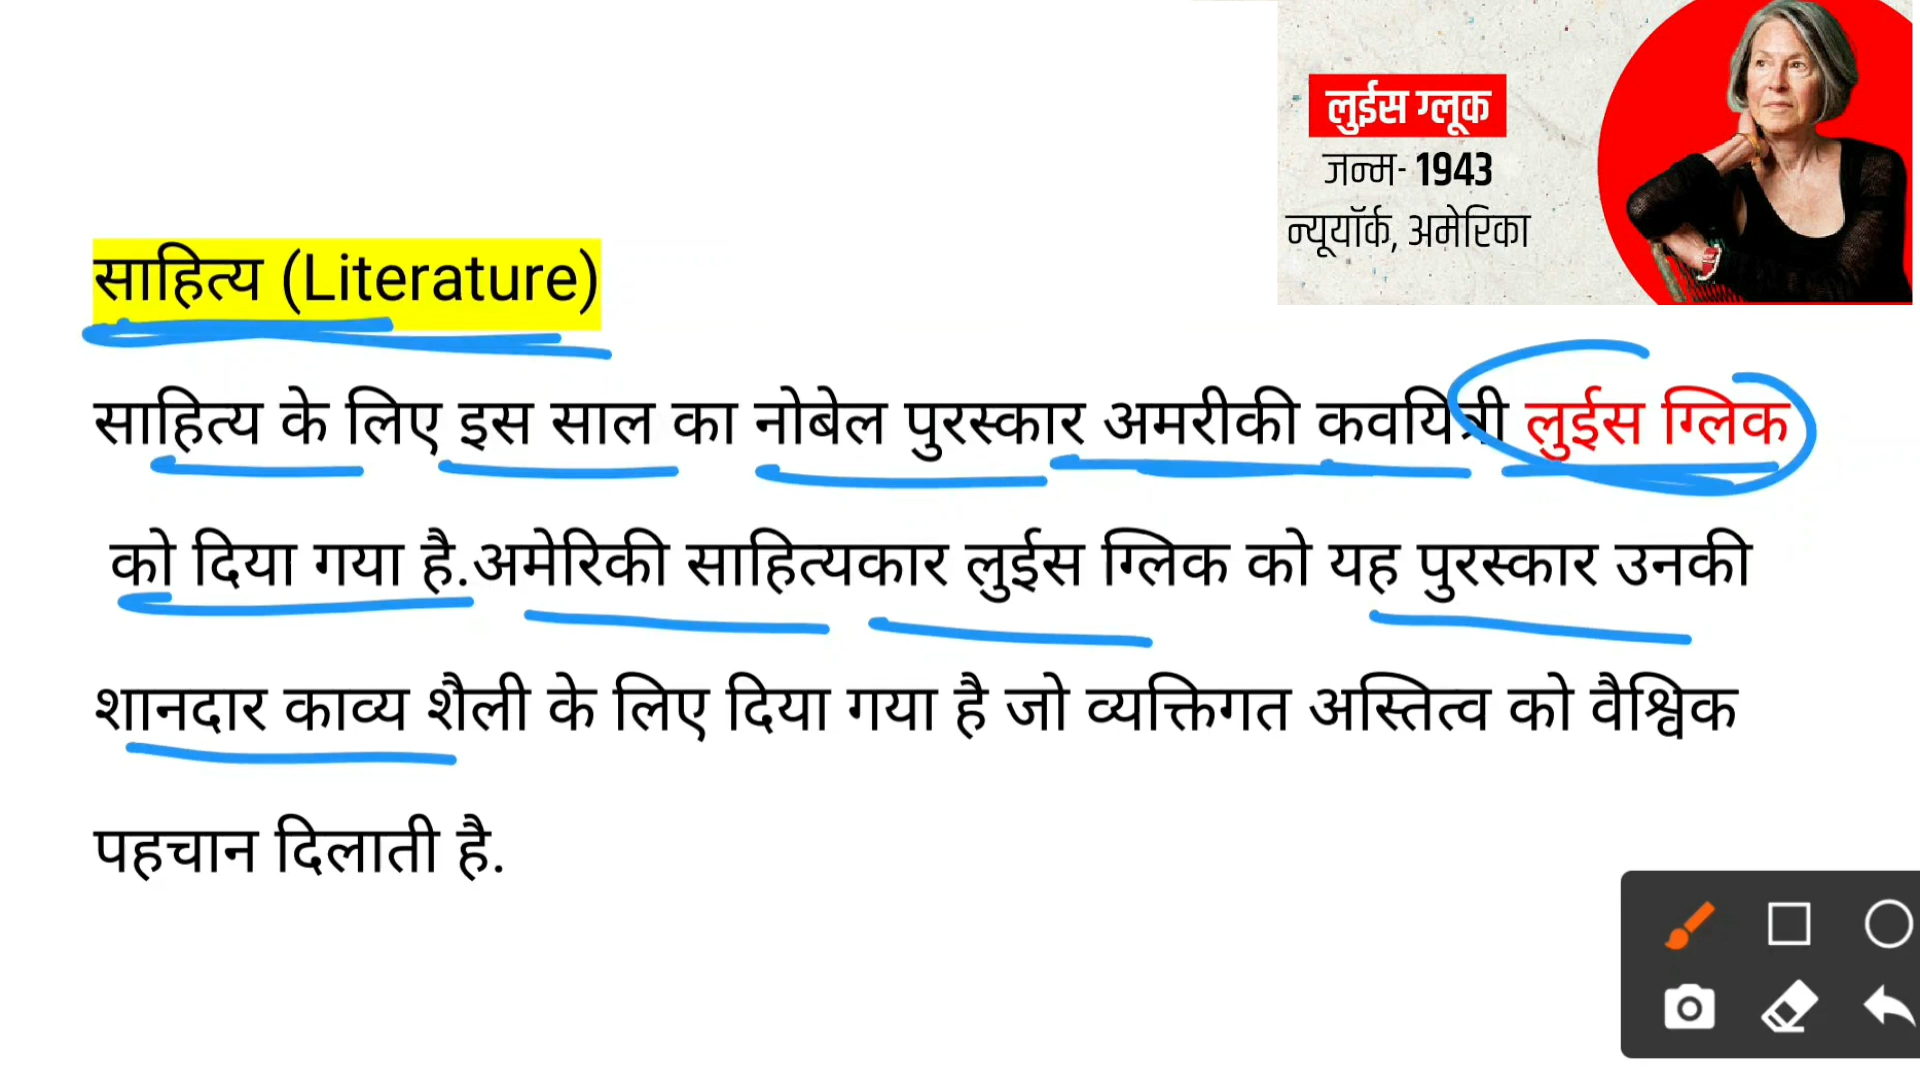 लुईस ग्लूक
जन्म- 1943
न्यूयॉर्क, अमेरिका
साहित्य (Literature)
साहित्य के लिए इस साल का नोबेल पुरस्कार अमरीकी कवयित्री लुईस ग्लिक
को दिया गया है.अमेरिकी साहित्यकार लुईस ग्लिक को यह पुरस्कार उनकी
शानदार काव्य शैली के लिए दिया गया है जो व्यक्तिगत अस्तित्व को वैश्विक
पहचान दिलाती है.